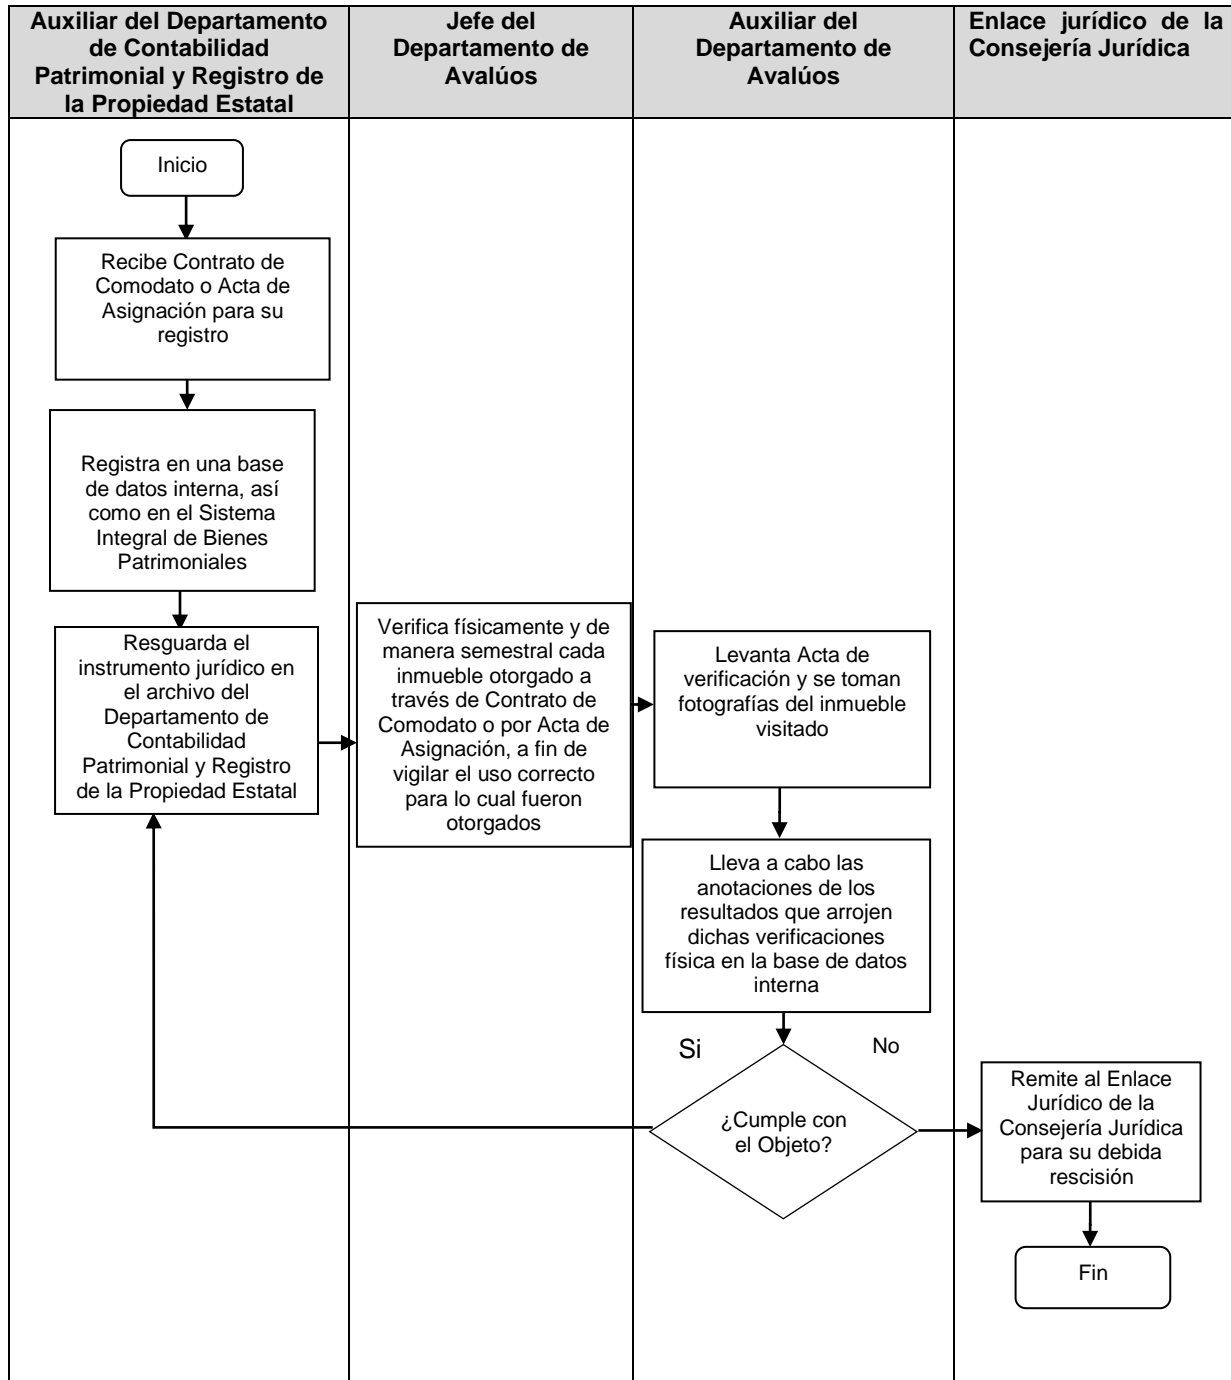 Auxiliar del Departamento
de Contabilidad
Patrimonial y Registro de
la Propiedad Estatal
Jefe del
Departamento de
Avalúos
Auxiliar del
Departamento de
Avalúos
Enlace jurídico de la
Consejería Jurídica
Inicio
Recibe Contrato de
Comodato o Acta de
Asignación para su
registro
Registra en una base
de datos interna, así
como en el Sistema
Integral de Bienes
Patrimoniales
Resguarda el
instrumento jurídico en
el archivo del
Departamento de
Contabilidad
Patrimonial y Registro
de la Propiedad Estatal
Verifica físicamente y de
manera semestral cada
inmueble otorgado a
través de Contrato de
Comodato o por Acta de
Asignación, a fin de
vigilar el uso correcto
para lo cual fueron
otorgados
Levanta Acta de
verificación y se toman
fotografías del inmueble
visitado
Lleva a cabo las
anotaciones de los
resultados que arrojen
dichas verificaciones
física en la base de datos
interna
Si
No
¿Cumple con
el Objeto?
Remite al Enlace
Jurídico de la
Consejería Jurídica
para su debida
rescisión
Fin